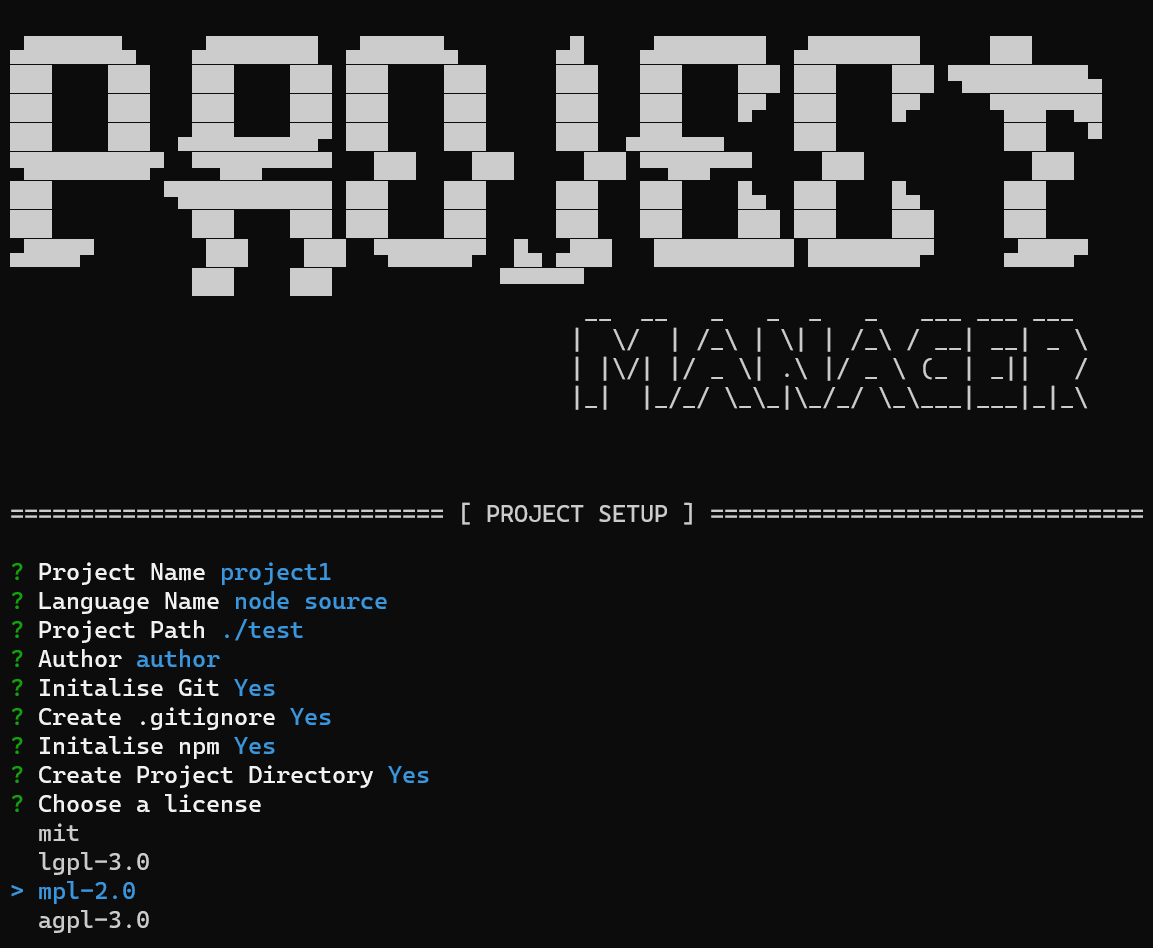 PROJECT
MANAGER
=============================== [ PROJECT SETUP ] ===============================
? Project Name project1
? Language Name node source
? Project Path ./test
? Author author
? Initalise Git Yes
? Create .gitignore Yes
? Initalise npm Yes
? Create Project Directory Yes
? Choose a license
mit
lgpl-3.0
> mpl-2.0
agpl-3.0